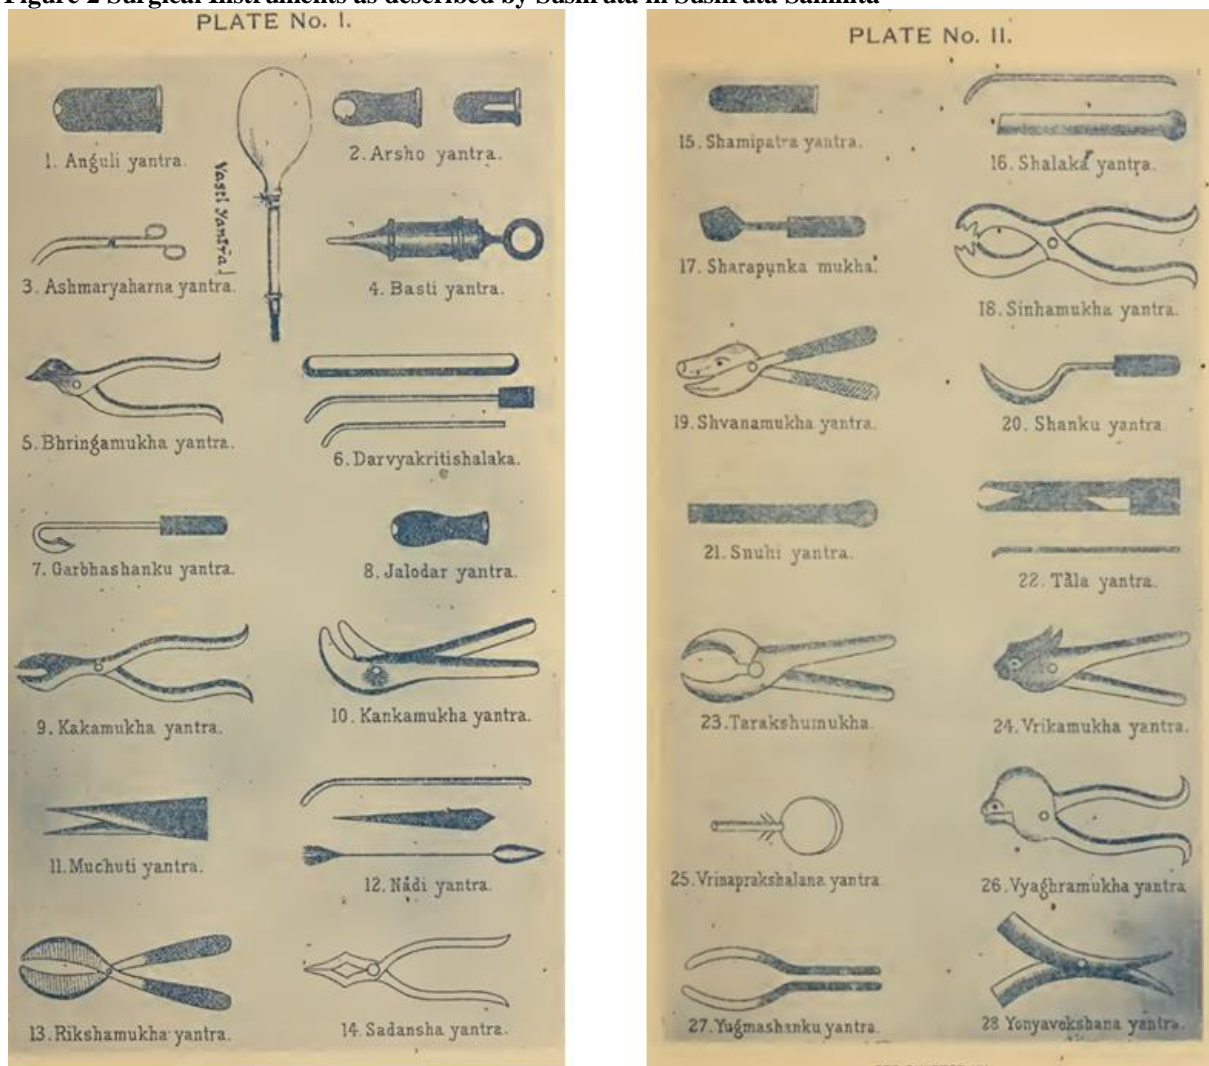 Figure 2 Surgical Instruments as described by Sushruta in Sushruta Samhita
PLATE No. I.
1. Anguli yantra.
2. Arsho yantra.
Vasti Yantra
3. Ashmaryaharna yantra.
4. Basti yantra.
5. Bhringamukha yantra.
6. Darvyakritishalaka.
7. Garbhashanku yantra.
8. Jalodar yantra.
9. Kakamukha yantra.
10. Kankamukha yantra.
11. Muchuti yantra.
12. Nådi yantra.
13. Rikshamukha yantra.
14. Sadansha yantra.
PLATE No. II.
15. Shamipatra yantra.
16. Shalaka yantra.
17. Sharapunka mukha.
18. Sinhamukha yantra.
19. Shvanamukha yantra.
20. Shanku yantra
21. Snuhi yantra.
22. Tåla yantra.
23. Tarakshumukha.
24. Vrikamukha yantra.
25. Vrinaprakshalana yantra
26. Vyaghramukha yantra
27. Yugmashanku yantra.
28 Yonyavekshana yantra.